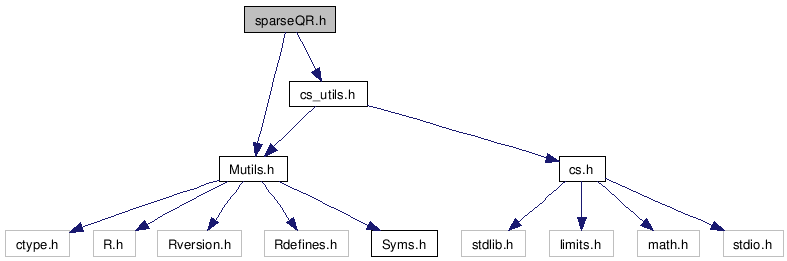 sparseQR.h
cs_utils.h
Mutils.h
cs.h
ctype.h
R.h
Rversion.h
Rdefines.h
Syms.h
stdlib.h
limits.h
math.h
stdio.h